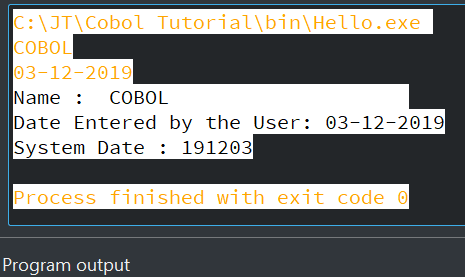 C:\JT\Cobol Tutorial\bin\Hello.exe
COBOL
03-12-2019
Name :  COBOL
Date Entered by the User: 03-12-2019
System Date : 191203
Process finished with exit code 0
Program output